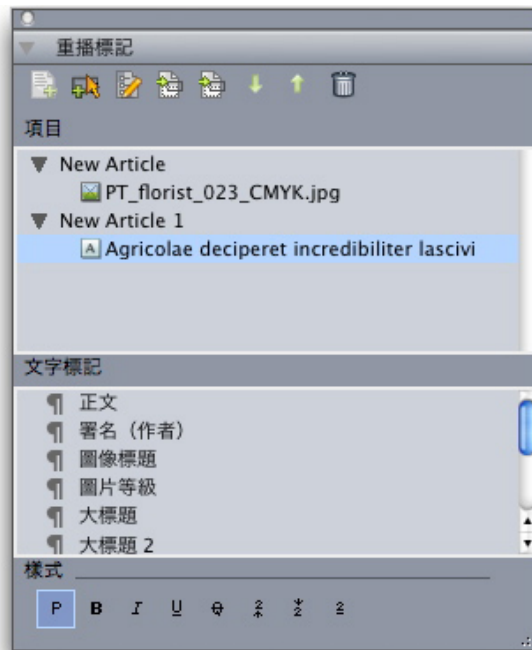 重播標記
項目
New Article
PT_florist_023_CMYK.jpg
New Article 1
A Agricolae deciperet incredibiliter lascivi
文字標記
¶ 正文
¶ 署名（作者）
¶ 圖像標題
¶ 圖片等級
¶ 大標題
¶ 大標題 2
樣式
P B I U